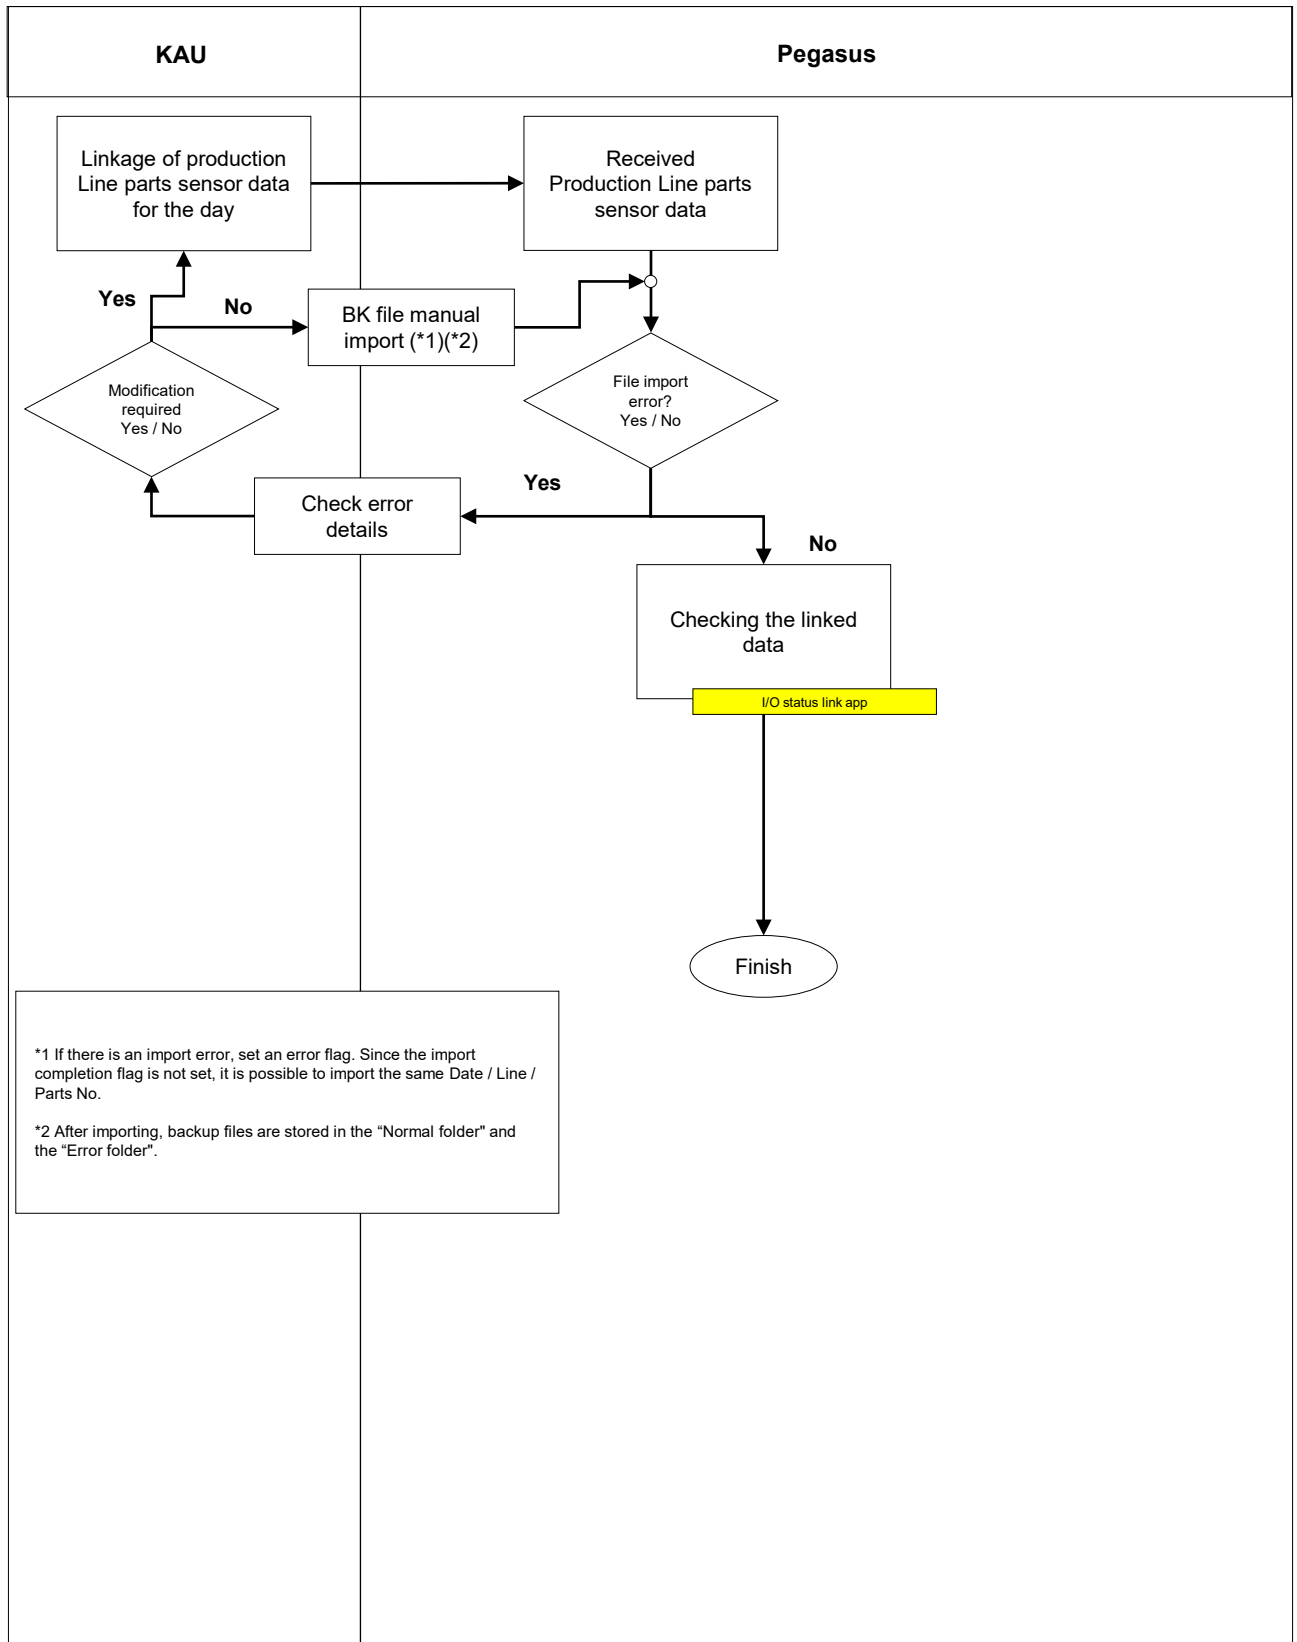 KAU
Pegasus
Linkage of production
Line parts sensor data
for the day
Received
Production Line parts
sensor data
Yes
No
BK file manual
import (*1)(*2)
Modification
required
Yes / No
File import
error?
Yes / No
Yes
Check error
details
No
Checking the linked
data
I/O status link app
Finish
*1 If there is an import error, set an error flag. Since the import
completion flag is not set, it is possible to import the same Date / Line /
Parts No.
*2 After importing, backup files are stored in the “Normal folder" and
the “Error folder".